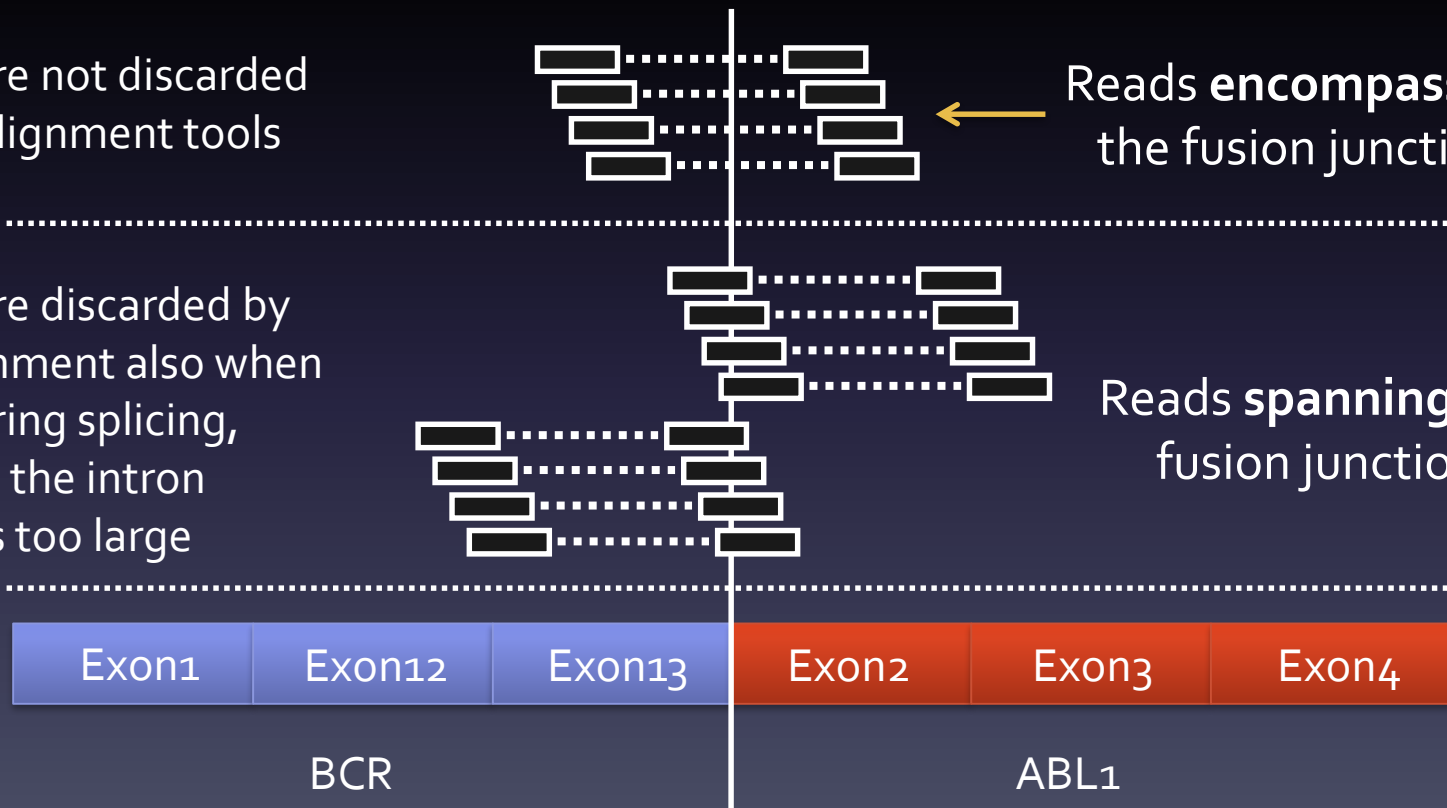 re not discarded
lignment tools
Reads encompass
the fusion juncti
re discarded by
nment also when
ring splicing,
the intron
s too large
Reads spanning
fusion junctio
Exon1 Exon12 Exon13 Exon2 Exon3 Exon4
BCR ABL1